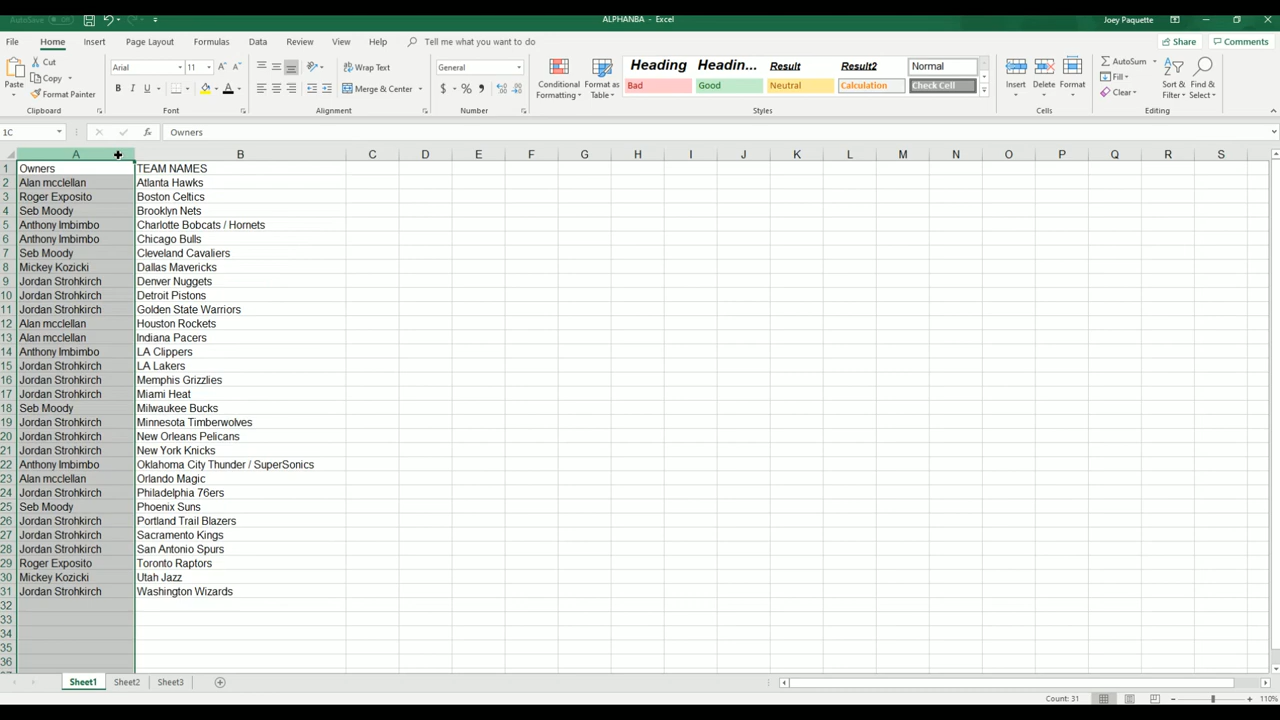 AutoSave Off
ALPHANBA - Excel
Joey Paquette
File Home Insert Page Layout Formulas Data Review View Help Tell me what you want to do Share Comments
Cut
Copy
Format Painter
Paste
Clipboard
Arial 11
B I U
Font
Wrap Text
Merge & Center
Alignment
General
$ % 9
Number
Conditional Formatting
Format as Table
Heading Headin... Result Result2 Normal
Bad Good Neutral Calculation Check Cell
Styles
Insert Delete Format
Cells
AutoSum
Fill
Clear
Sort & Filter
Find & Select
Editing
1C fx Owners
A B C D E F G H I J K L M N O P Q R S
1 Owners TEAM NAMES
2 Alan mcclellan Atlanta Hawks
3 Roger Exposito Boston Celtics
4 Seb Moody Brooklyn Nets
5 Anthony Imbimbo Charlotte Bobcats / Hornets
6 Anthony Imbimbo Chicago Bulls
7 Seb Moody Cleveland Cavaliers
8 Mickey Kozicki Dallas Mavericks
9 Jordan Strohkirch Denver Nuggets
10 Jordan Strohkirch Detroit Pistons
11 Jordan Strohkirch Golden State Warriors
12 Alan mcclellan Houston Rockets
13 Alan mcclellan Indiana Pacers
14 Anthony Imbimbo LA Clippers
15 Jordan Strohkirch LA Lakers
16 Jordan Strohkirch Memphis Grizzlies
17 Jordan Strohkirch Miami Heat
18 Seb Moody Milwaukee Bucks
19 Jordan Strohkirch Minnesota Timberwolves
20 Jordan Strohkirch New Orleans Pelicans
21 Jordan Strohkirch New York Knicks
22 Anthony Imbimbo Oklahoma City Thunder / SuperSonics
23 Alan mcclellan Orlando Magic
24 Jordan Strohkirch Philadelphia 76ers
25 Seb Moody Phoenix Suns
26 Jordan Strohkirch Portland Trail Blazers
27 Jordan Strohkirch Sacramento Kings
28 Jordan Strohkirch San Antonio Spurs
29 Roger Exposito Toronto Raptors
30 Mickey Kozicki Utah Jazz
31 Jordan Strohkirch Washington Wizards
32
33
34
35
36
Sheet1 Sheet2 Sheet3
Count: 31 110%